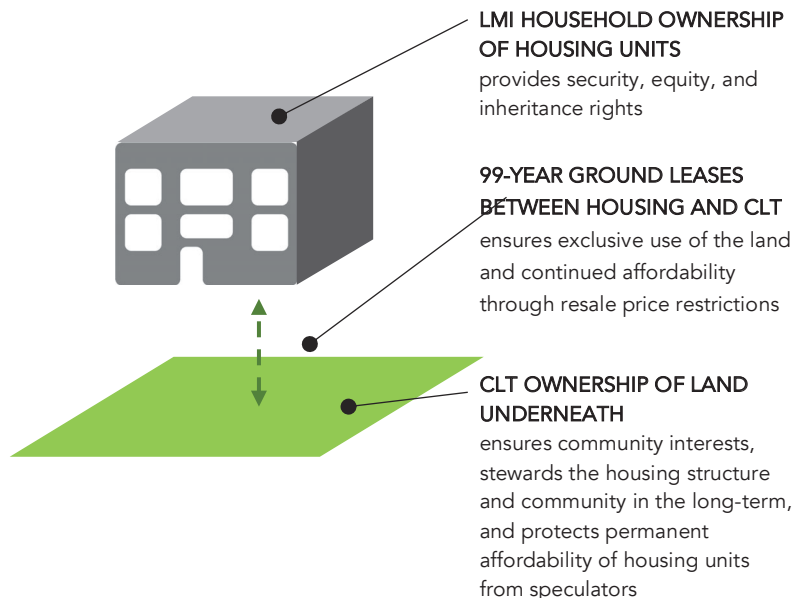 LMI HOUSEHOLD OWNERSHIP
OF HOUSING UNITS
provides security, equity, and
inheritance rights
99-YEAR GROUND LEASES
BETWEEN HOUSING AND CLT
ensures exclusive use of the land
and continued affordability
through resale price restrictions
CLT OWNERSHIP OF LAND
UNDERNEATH
ensures community interests,
stewards the housing structure
and community in the long-term,
and protects permanent
affordability of housing units
from speculators